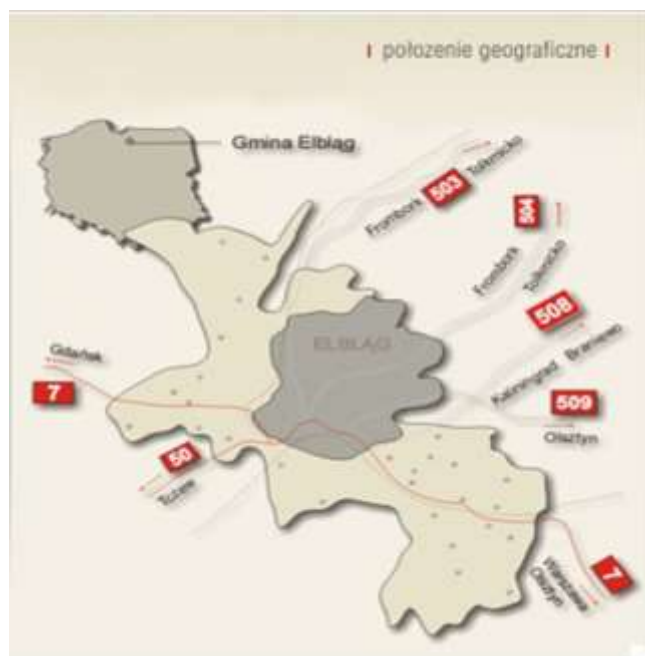 położenie geograficzne
Gmina Elbląg
503
Frombork Tolkmicko
504
Frombork
Tolkmicko
508
Kaliningrad Braniewo
ELBLĄG
Gdańsk
7
509
Olsztyn
50
Tczew
7
Warszawa
Olsztyn